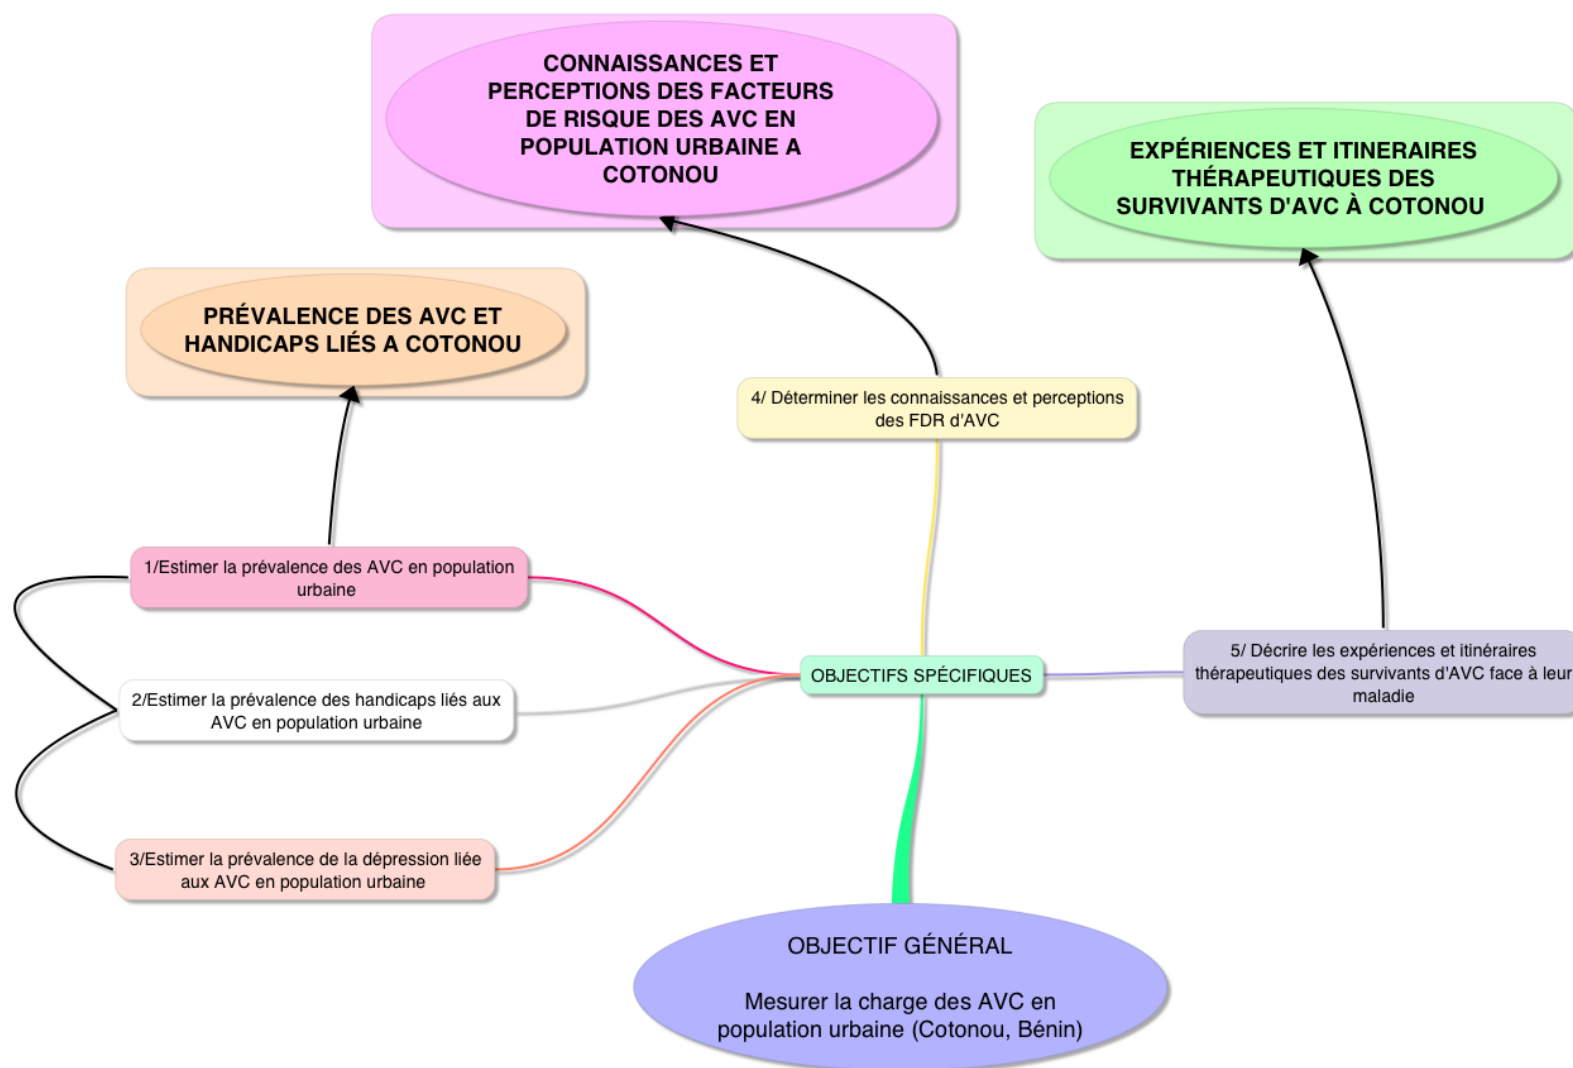 CONNAISSANCES ET
PERCEPTIONS DES FACTEURS
DE RISQUE DES AVC EN
POPULATION URBAINE A
COTONOU
EXPÉRIENCES ET ITINERAIRES
THÉRAPEUTIQUES DES
SURVIVANTS D'AVC À COTONOU
PRÉVALENCE DES AVC ET
HANDICAPS LIÉS A COTONOU
4/ Déterminer les connaissances et perceptions
des FDR d'AVC
1/Estimer la prévalence des AVC en population
urbaine
OBJECTIFS SPÉCIFIQUES
5/ Décrire les expériences et itinéraires
thérapeutiques des survivants d'AVC face à leur
maladie
2/Estimer la prévalence des handicaps liés aux
AVC en population urbaine
3/Estimer la prévalence de la dépression liée
aux AVC en population urbaine
OBJECTIF GÉNÉRAL
Mesurer la charge des AVC en
population urbaine (Cotonou, Bénin)